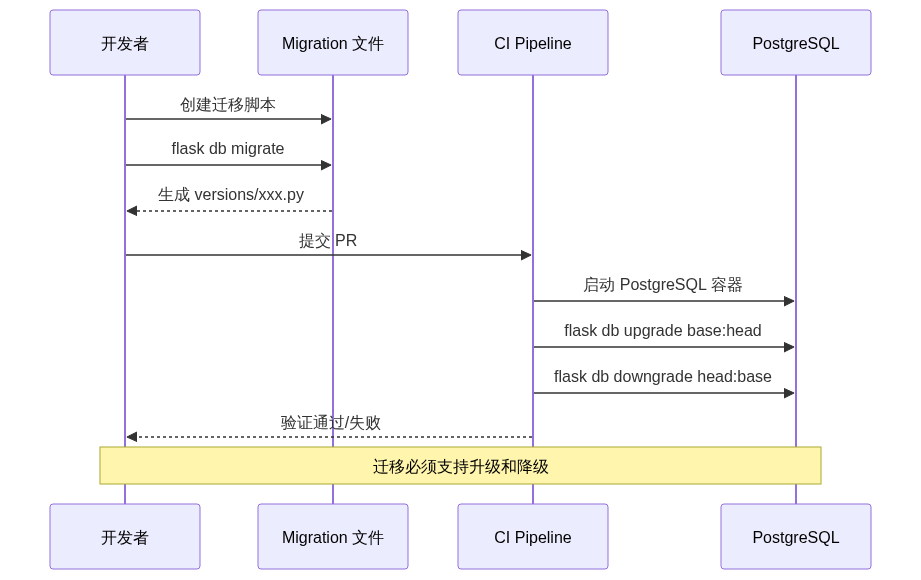 开发者
Migration 文件
CI Pipeline
PostgreSQL
创建迁移脚本
flask db migrate
生成 versions/xxx.py
提交 PR
启动 PostgreSQL 容器
flask db upgrade base:head
flask db downgrade head:base
验证通过/失败
迁移必须支持升级和降级
开发者
Migration 文件
CI Pipeline
PostgreSQL